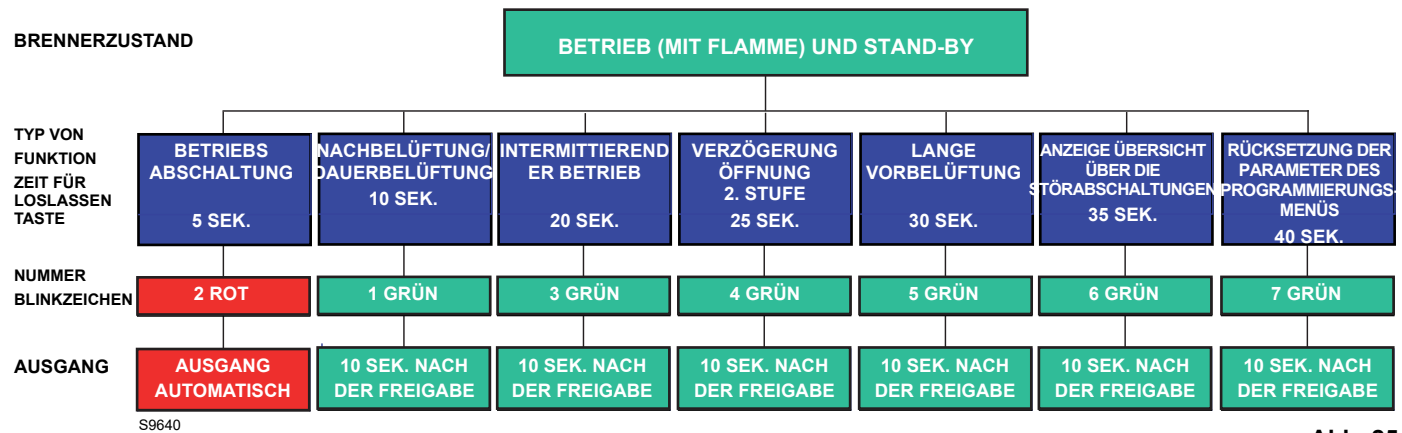 BRENNERZUSTAND
BETRIEB (MIT FLAMME) UND STAND-BY
TYP VON
FUNKTION
ZEIT FÜR
LOSLASSEN
TASTE
BETRIEBS
ABSCHALTUNG
5 SEK.
NACHBELÜFTUNG/
DAUERBELÜFTUNG
10 SEK.
INTERMITTIEREND
ER BETRIEB
20 SEK.
VERZÖGERUNG
ÖFFNUNG
2. STUFE
25 SEK.
LANGE
VORBELÜFTUNG
30 SEK.
ANZEIGE ÜBERSICHT
ÜBER DIE
STÖRABSCHALTUNGEN
35 SEK.
RÜCKSETZUNG DER
PARAMETER DES
PROGRAMMIERUNGS-
MENÜS
40 SEK.
NUMMER
BLINKZEICHEN
2 ROT
1 GRÜN
3 GRÜN
4 GRÜN
5 GRÜN
6 GRÜN
7 GRÜN
AUSGANG
AUSGANG
AUTOMATISCH
10 SEK. NACH
DER FREIGABE
10 SEK. NACH
DER FREIGABE
10 SEK. NACH
DER FREIGABE
10 SEK. NACH
DER FREIGABE
10 SEK. NACH
DER FREIGABE
10 SEK. NACH
DER FREIGABE
S9640